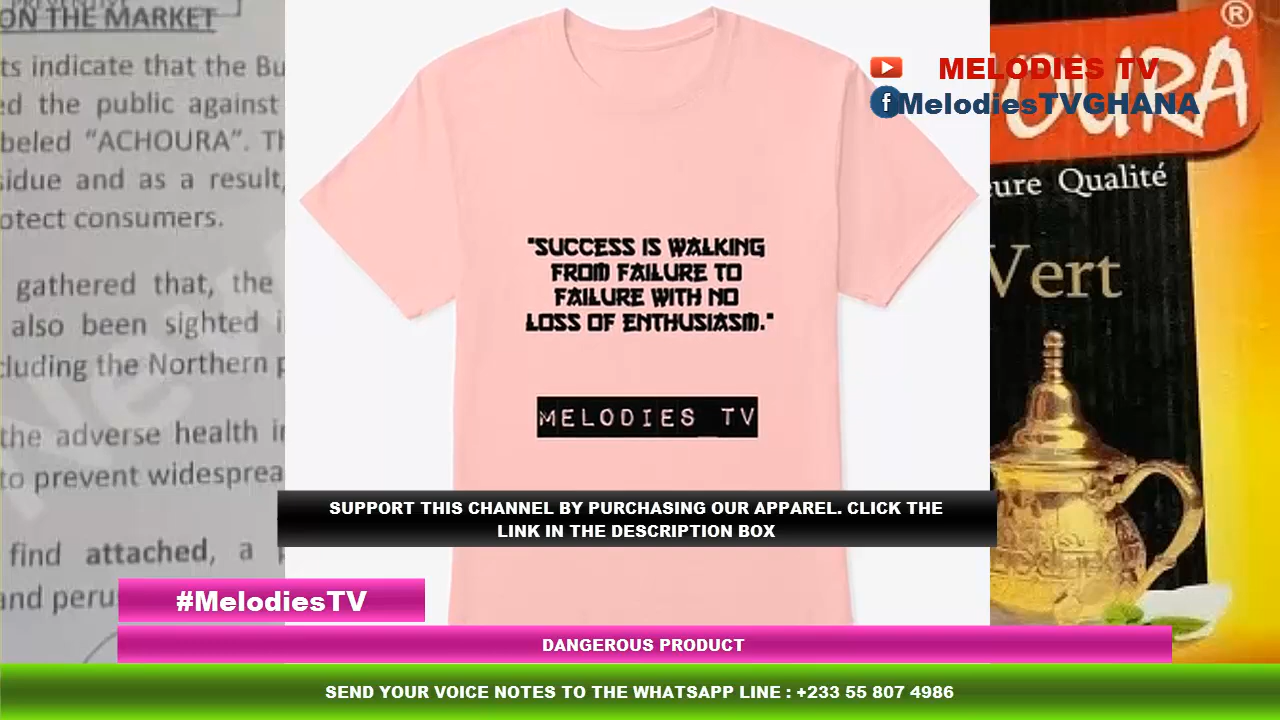 ON THE MARKET
ts indicate that the Bu
ed the public against
beled “ACHOURA”. Th
sidue and as a result,
otect consumers.
gathered that, the
also been sighted i
cluding the Northern p
the adverse health i
to prevent widesprea
find attached, a
and peru
"SUCCESS IS WALKING
FROM FAILURE TO
FAILURE WITH NO
LOSS OF ENTHUSIASM."
MELODIES TV
MELODIES TV
MelodiesTVGHANA
OURA®
eure Qualité
Vert
SUPPORT THIS CHANNEL BY PURCHASING OUR APPAREL. CLICK THE
LINK IN THE DESCRIPTION BOX
#MelodiesTV
DANGEROUS PRODUCT
SEND YOUR VOICE NOTES TO THE WHATSAPP LINE : +233 55 807 4986